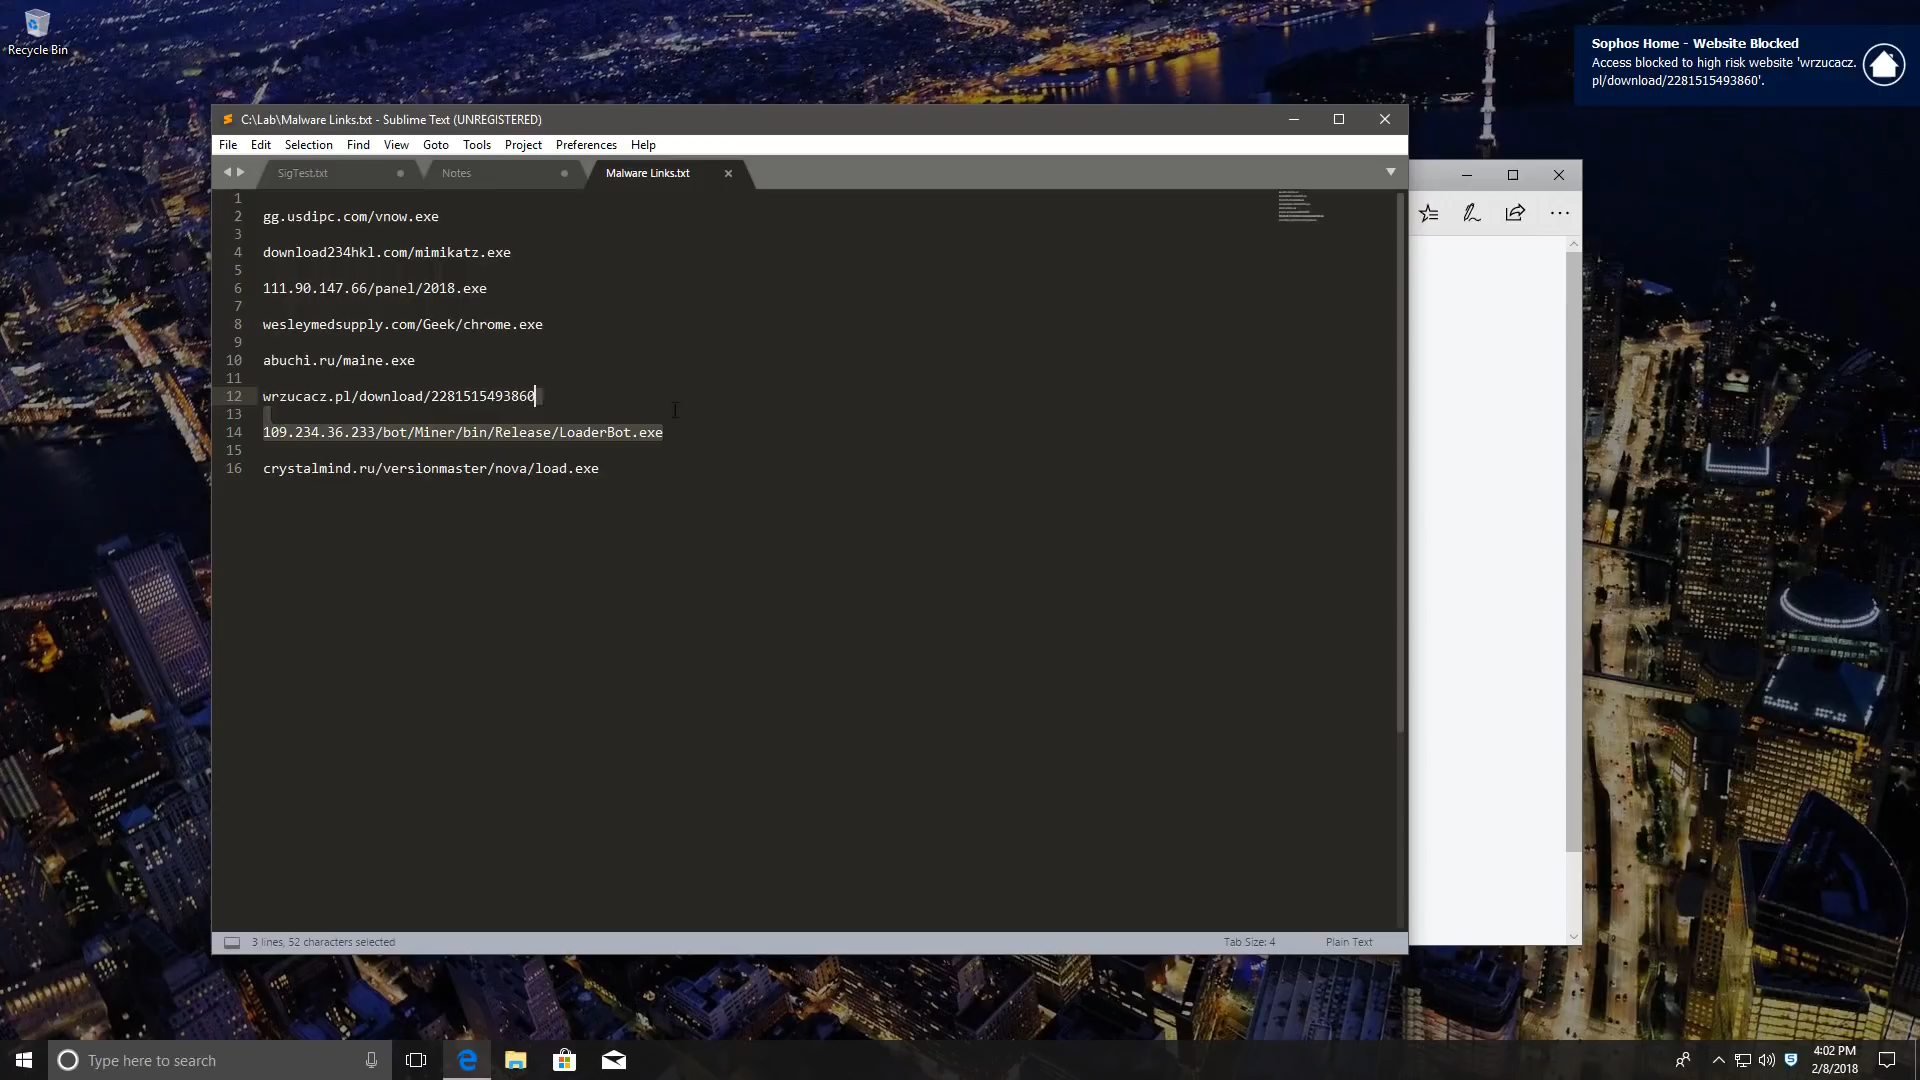 Recycle Bin
Sophos Home - Website Blocked
Access blocked to high risk website 'wrzucacz.
pl/download/2281515493860'.
C:\Lab\Malware Links.txt - Sublime Text (UNREGISTERED)
File Edit Selection Find View Goto Tools Project Preferences Help
SigTest.txt Notes Malware Links.txt
1
2 gg.usdipc.com/vnow.exe
3
4 download234hkl.com/mimikatz.exe
5
6 111.90.147.66/panel/2018.exe
7
8 wesleymedsupply.com/Geek/chrome.exe
9
10 abuchi.ru/maine.exe
11
12 wrzucacz.pl/download/2281515493860
13
14 109.234.36.233/bot/Miner/bin/Release/LoaderBot.exe
15
16 crystalmind.ru/versionmaster/nova/load.exe
3 lines, 52 characters selected Tab Size: 4 Plain Text
Type here to search
4:02 PM
2/8/2018